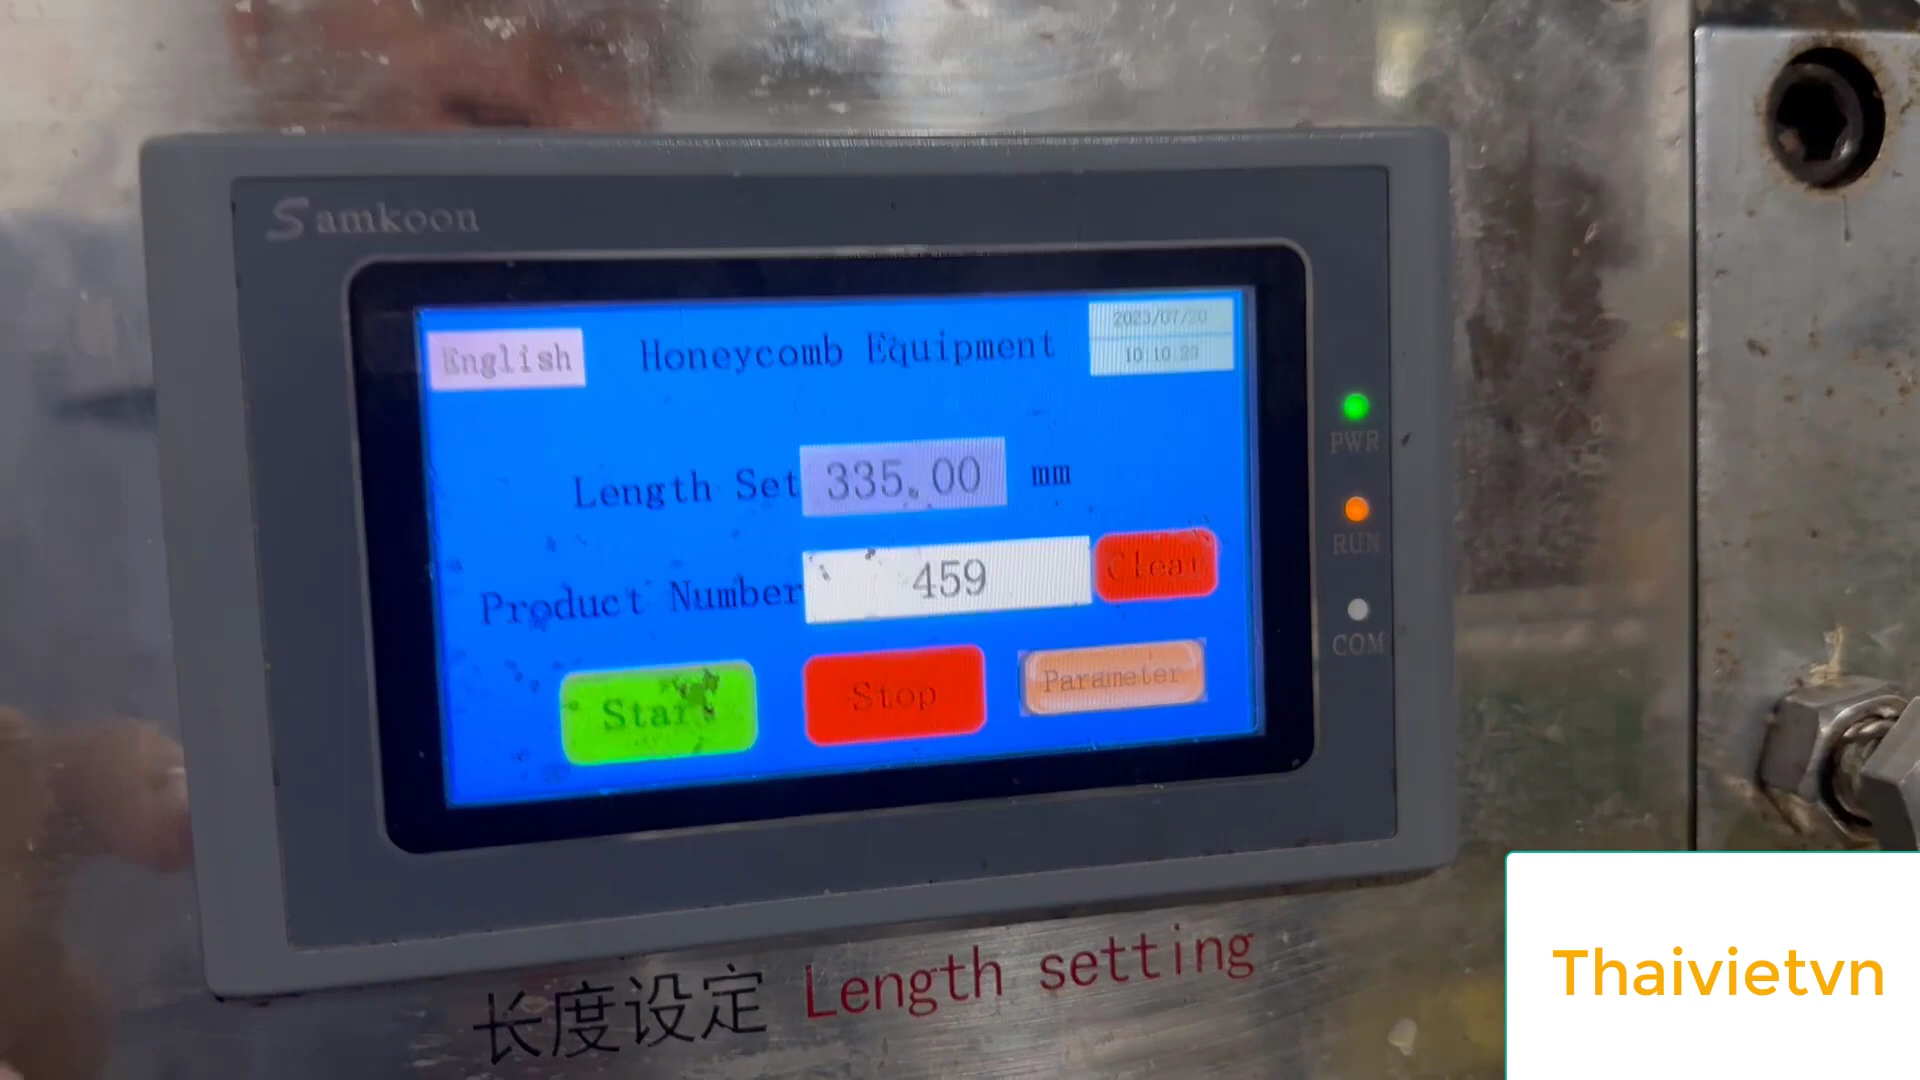 Samkoon
English
Honeycomb Equipment
2023/07/20
10:10:23
Length Set 335.00 mm
Product Number 459 Clear
Start Stop Parameter
PWR
RUN
COM
长度设定 Length setting
Thaivietvn